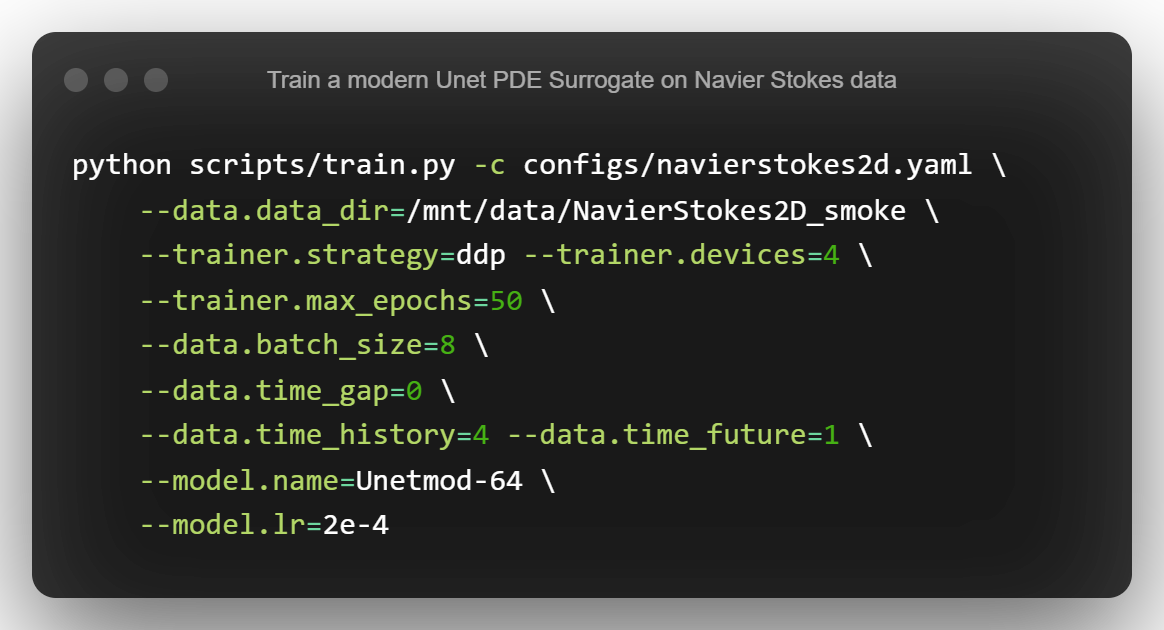 Train a modern Unet PDE Surrogate on Navier Stokes data
python scripts/train.py -c configs/navierstokes2d.yaml \
--data.data_dir=/mnt/data/NavierStokes2D_smoke \
--trainer.strategy=ddp --trainer.devices=4 \
--trainer.max_epochs=50 \
--data.batch_size=8 \
--data.time_gap=0 \
--data.time_history=4 --data.time_future=1 \
--model.name=Unetmod-64 \
--model.lr=2e-4